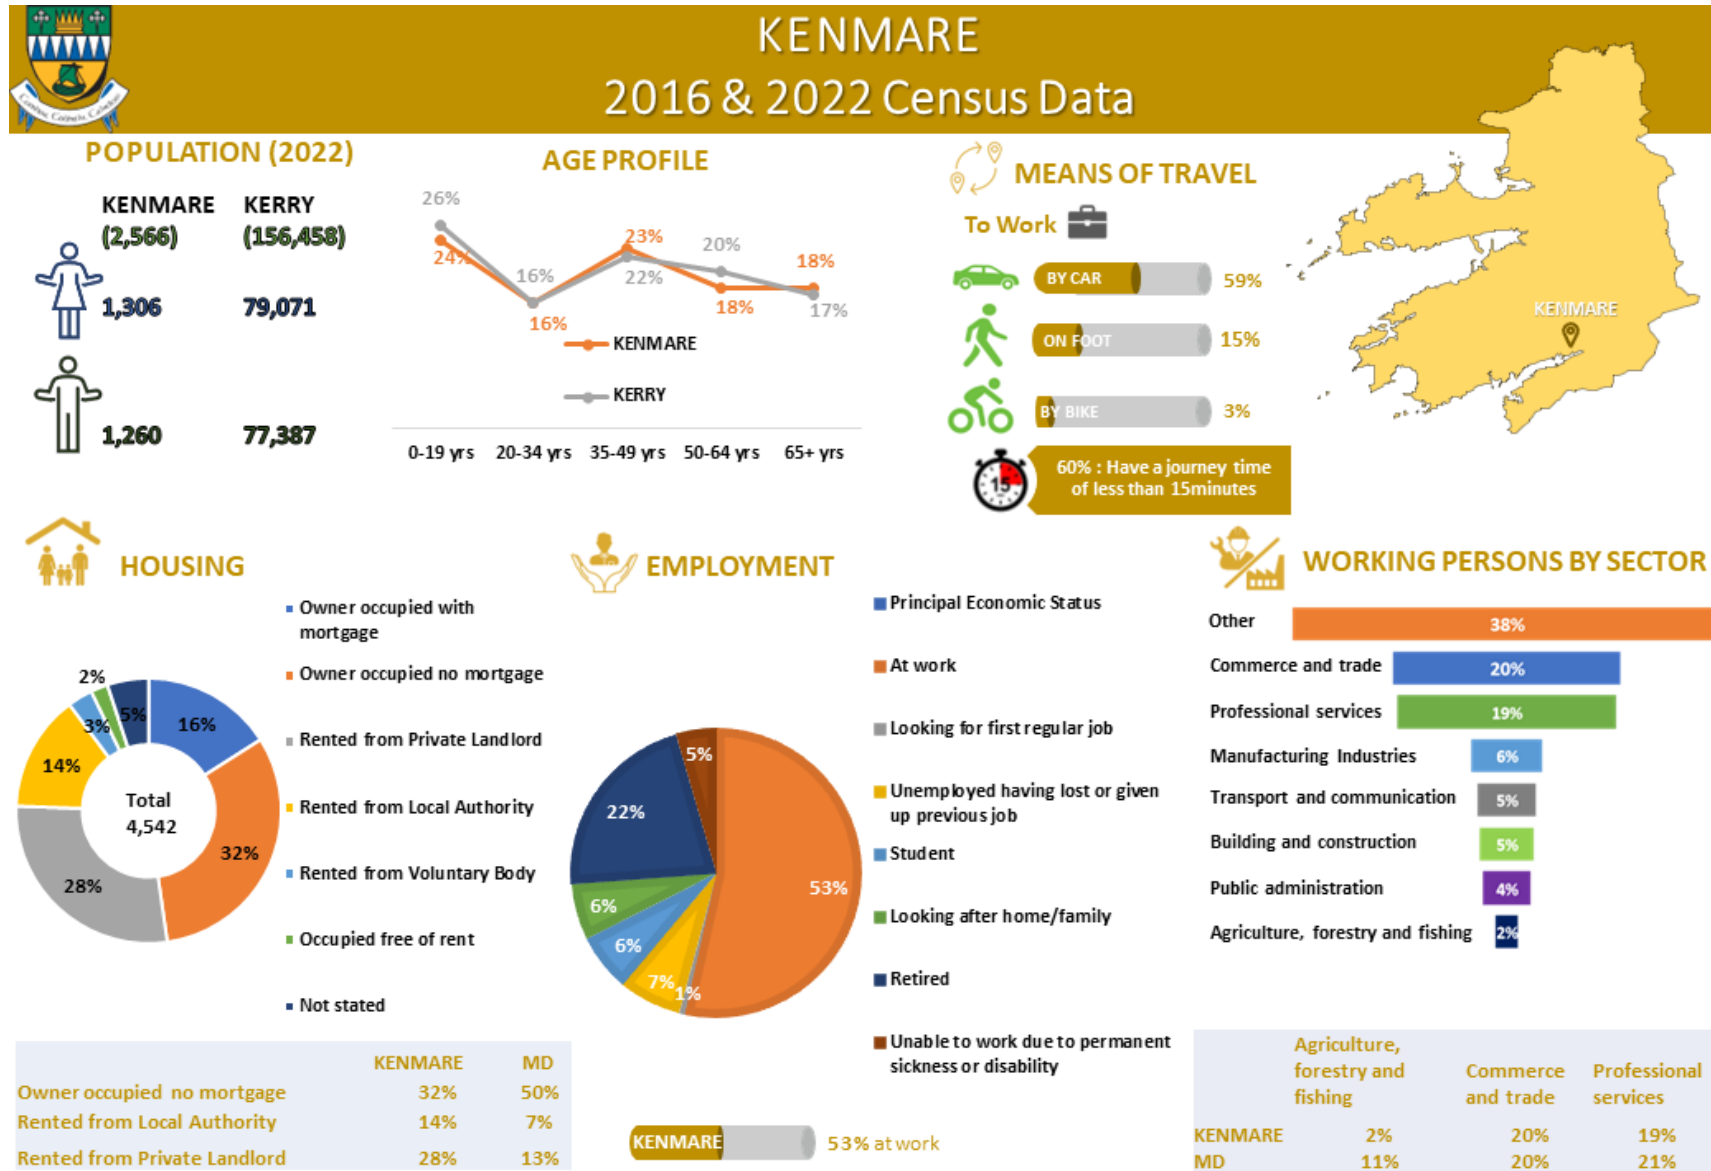 KENMARE
2016 & 2022 Census Data
POPULATION (2022)
KENMARE KERRY
(2,566) (156,458)
1,306 79,071
1,260 77,387
AGE PROFILE
26%
24%
16%
16%
23%
22%
20%
18%
18%
17%
KENMARE
KERRY
0-19 yrs 20-34 yrs 35-49 yrs 50-64 yrs 65+ yrs
MEANS OF TRAVEL
To Work
BY CAR 59%
ON FOOT 15%
BY BIKE 3%
15
60% : Have a journey time
of less than 15minutes
KENMARE
HOUSING
2%
3%
5%
16%
14%
Total
4,542
32%
28%
Owner occupied with
mortgage
Owner occupied no mortgage
Rented from Private Landlord
Rented from Local Authority
Rented from Voluntary Body
Occupied free of rent
Not stated
KENMARE MD
Owner occupied no mortgage 32% 50%
Rented from Local Authority 14% 7%
Rented from Private Landlord 28% 13%
EMPLOYMENT
5%
22%
53%
6%
6%
7%
1%
Principal Economic Status
At work
Looking for first regular job
Unemployed having lost or given
up previous job
Student
Looking after home/family
Retired
Unable to work due to permanent
sickness or disability
KENMARE 53% at work
WORKING PERSONS BY SECTOR
Other 38%
Commerce and trade 20%
Professional services 19%
Manufacturing Industries 6%
Transport and communication 5%
Building and construction 5%
Public administration 4%
Agriculture, forestry and fishing 2%
Agriculture,
forestry and Commerce Professional
fishing and trade services
KENMARE 2% 20% 19%
MD 11% 20% 21%